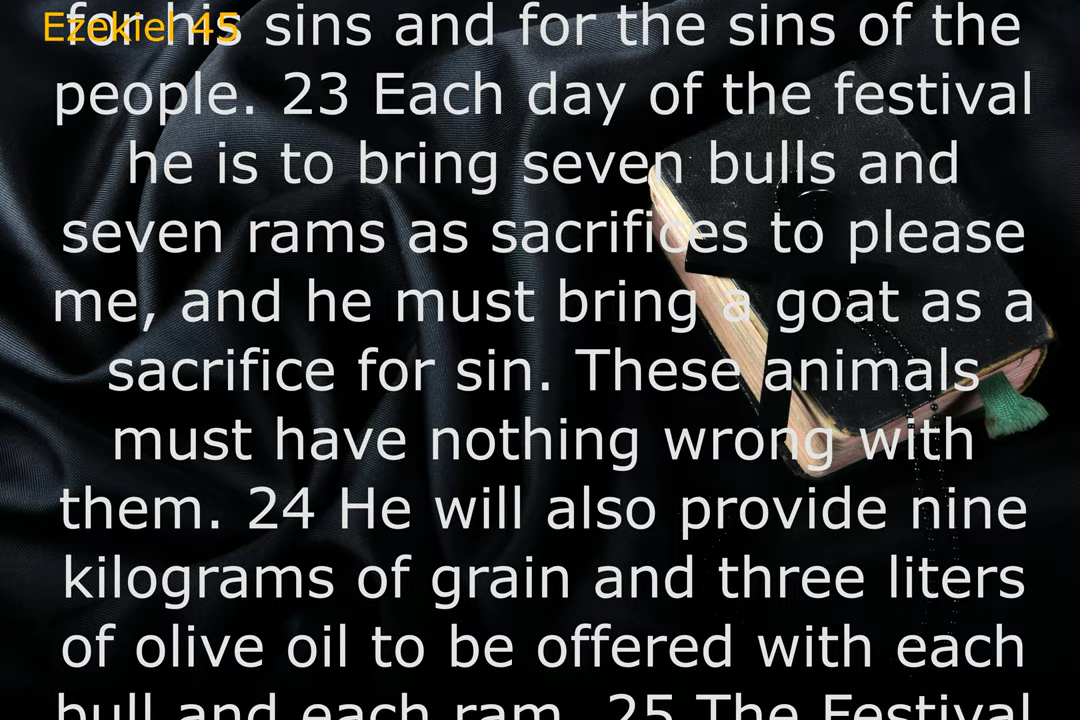 Ezekiel 45
for his sins and for the sins of the
people. 23 Each day of the festival
he is to bring seven bulls and
seven rams as sacrifices to please
me, and he must bring a goat as a
sacrifice for sin. These animals
must have nothing wrong with
them. 24 He will also provide nine
kilograms of grain and three liters
of olive oil to be offered with each
bull and each ram. 25 The Festival